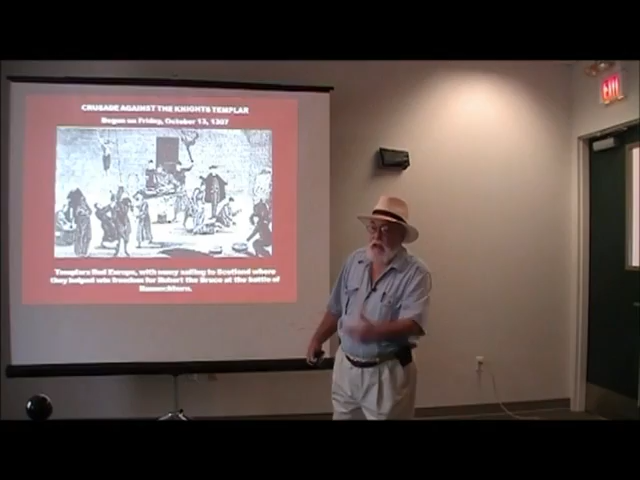 CRUSADE AGAINST THE KNIGHTS TEMPLAR
Began on Friday, October 13, 1307
Templars fled Europe, with many sailing to Scotland where
they helped win freedom for Robert the Bruce at the battle of
Bannockburn.
EXIT